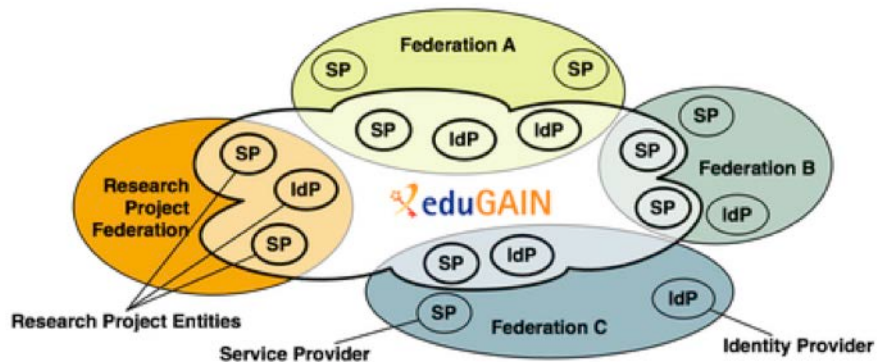 Federation A
SP
SP
SP
IdP
IdP
SP
SP
Federation B
SP
IdP
Research
Project
Federation
SP
IdP
SP
eduGAIN
SP
IdP
SP
IdP
Federation C
Research Project Entities
Service Provider
Identity Provider